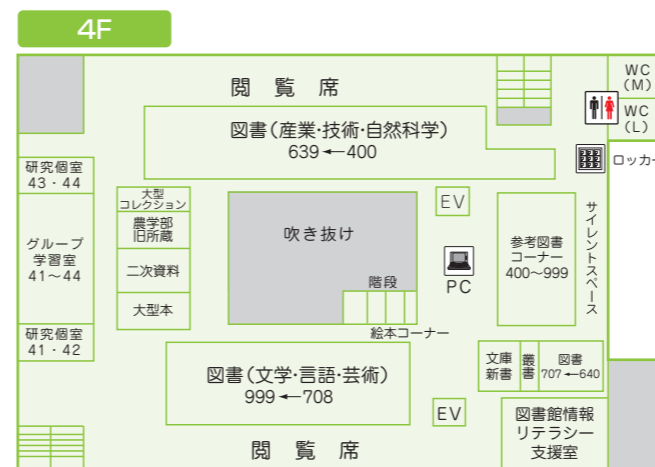 4F
閲覧席
図書(産業・技術・自然科学)
639←400
WC
(M)
WC
(L)
ロッカー
研究個室
43・44
グループ
学習室
41〜44
研究個室
41・42
大型
コレクション
農学部
旧所蔵
二次資料
大型本
吹き抜け
階段
絵本コーナー
EV
PC
参考図書
コーナー
400〜999
サイレントスペース
文庫
新書
叢書
図書
707←640
図書(文学・言語・芸術)
999←708
EV
図書館情報
リテラシー
支援室
閲覧席